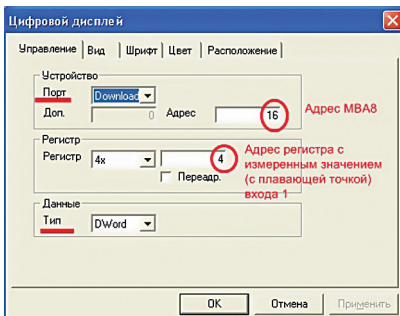 Цифровой дисплей
Управление Вид Шрифт Цвет Расположение
Устройство
Порт Download
Доп. 0 Адрес 16
Адрес МВА8
Регистр
Регистр 4x 4
Переадр.
Адрес регистра с
измеренным значением
(с плавающей точкой)
входа 1
Данные
Тип DWord
OK Отмена Применить